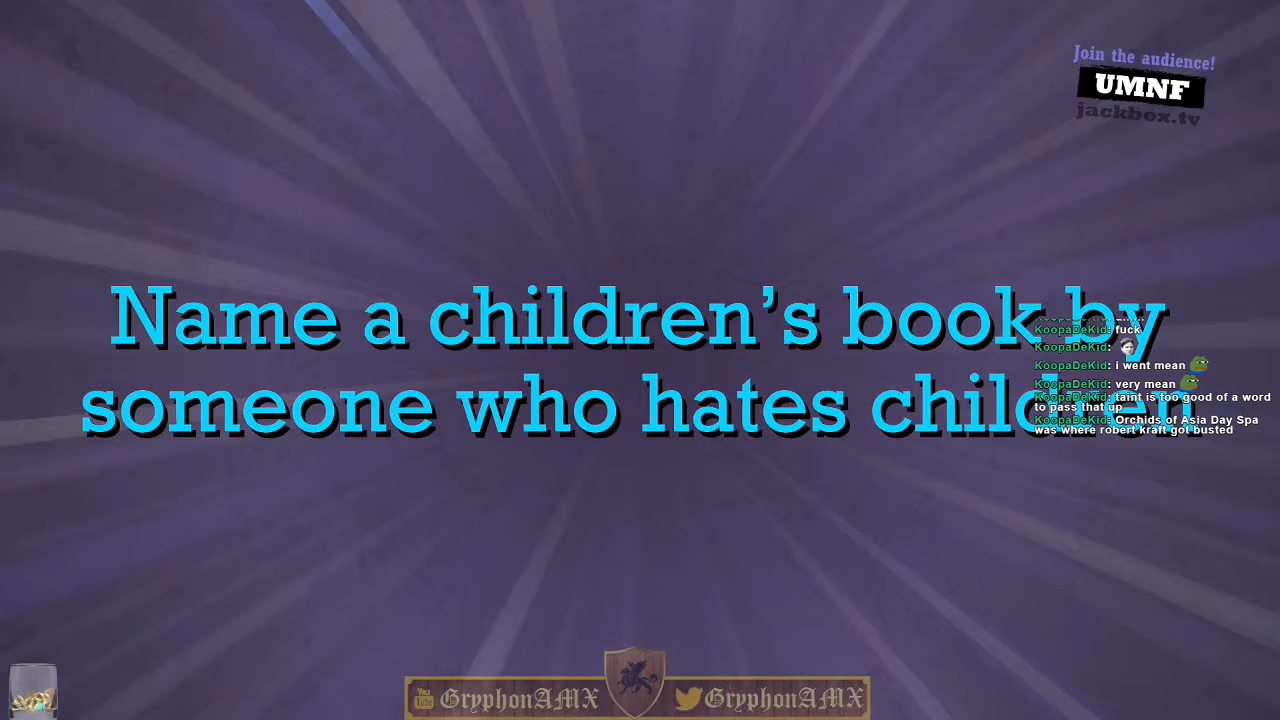 Join the audience!
UMNF
jackbox.tv
Name a children’s book by
someone who hates children
KoopaDeKid: fuck
KoopaDeKid:
KoopaDeKid: i went mean
KoopaDeKid: very mean
KoopaDeKid: taint is too good of a word
to pass that up
KoopaDeKid: Orchids of Asia Day Spa
was where robert kraft got busted
You
Tube
GryphonAMX
GryphonAMX